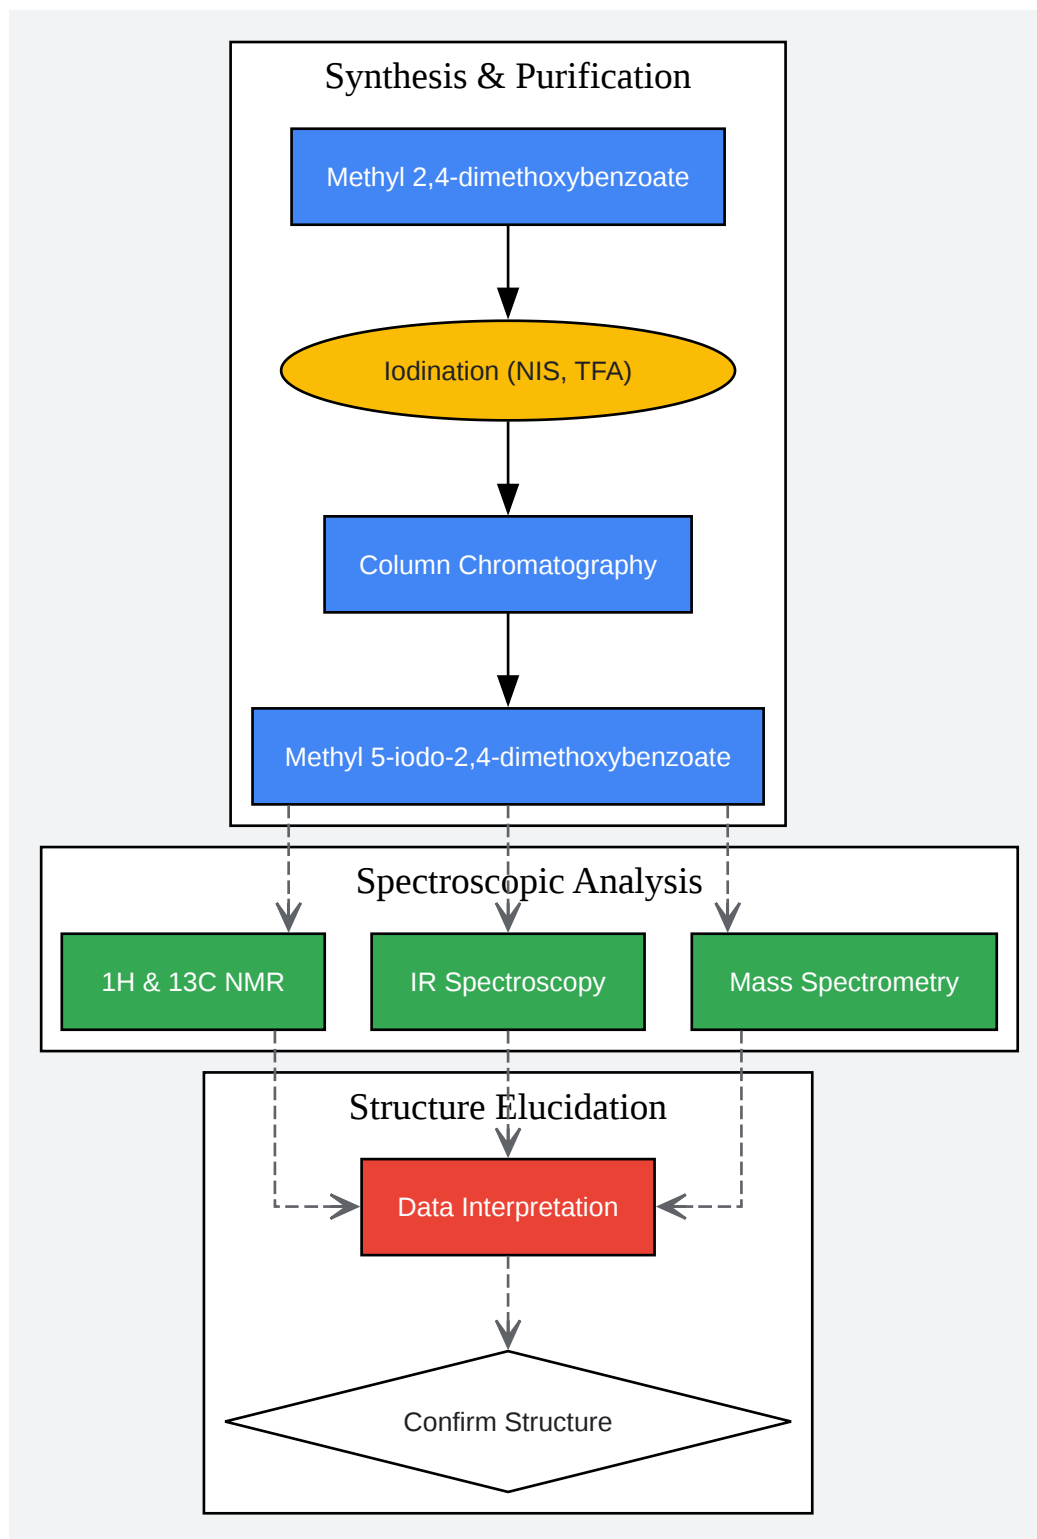 Synthesis & Purification
Methyl 2,4-dimethoxybenzoate
Iodination (NIS, TFA)
Column Chromatography
Methyl 5-iodo-2,4-dimethoxybenzoate
Spectroscopic Analysis
1H & 13C NMR
IR Spectroscopy
Mass Spectrometry
Structure Elucidation
Data Interpretation
Confirm Structure